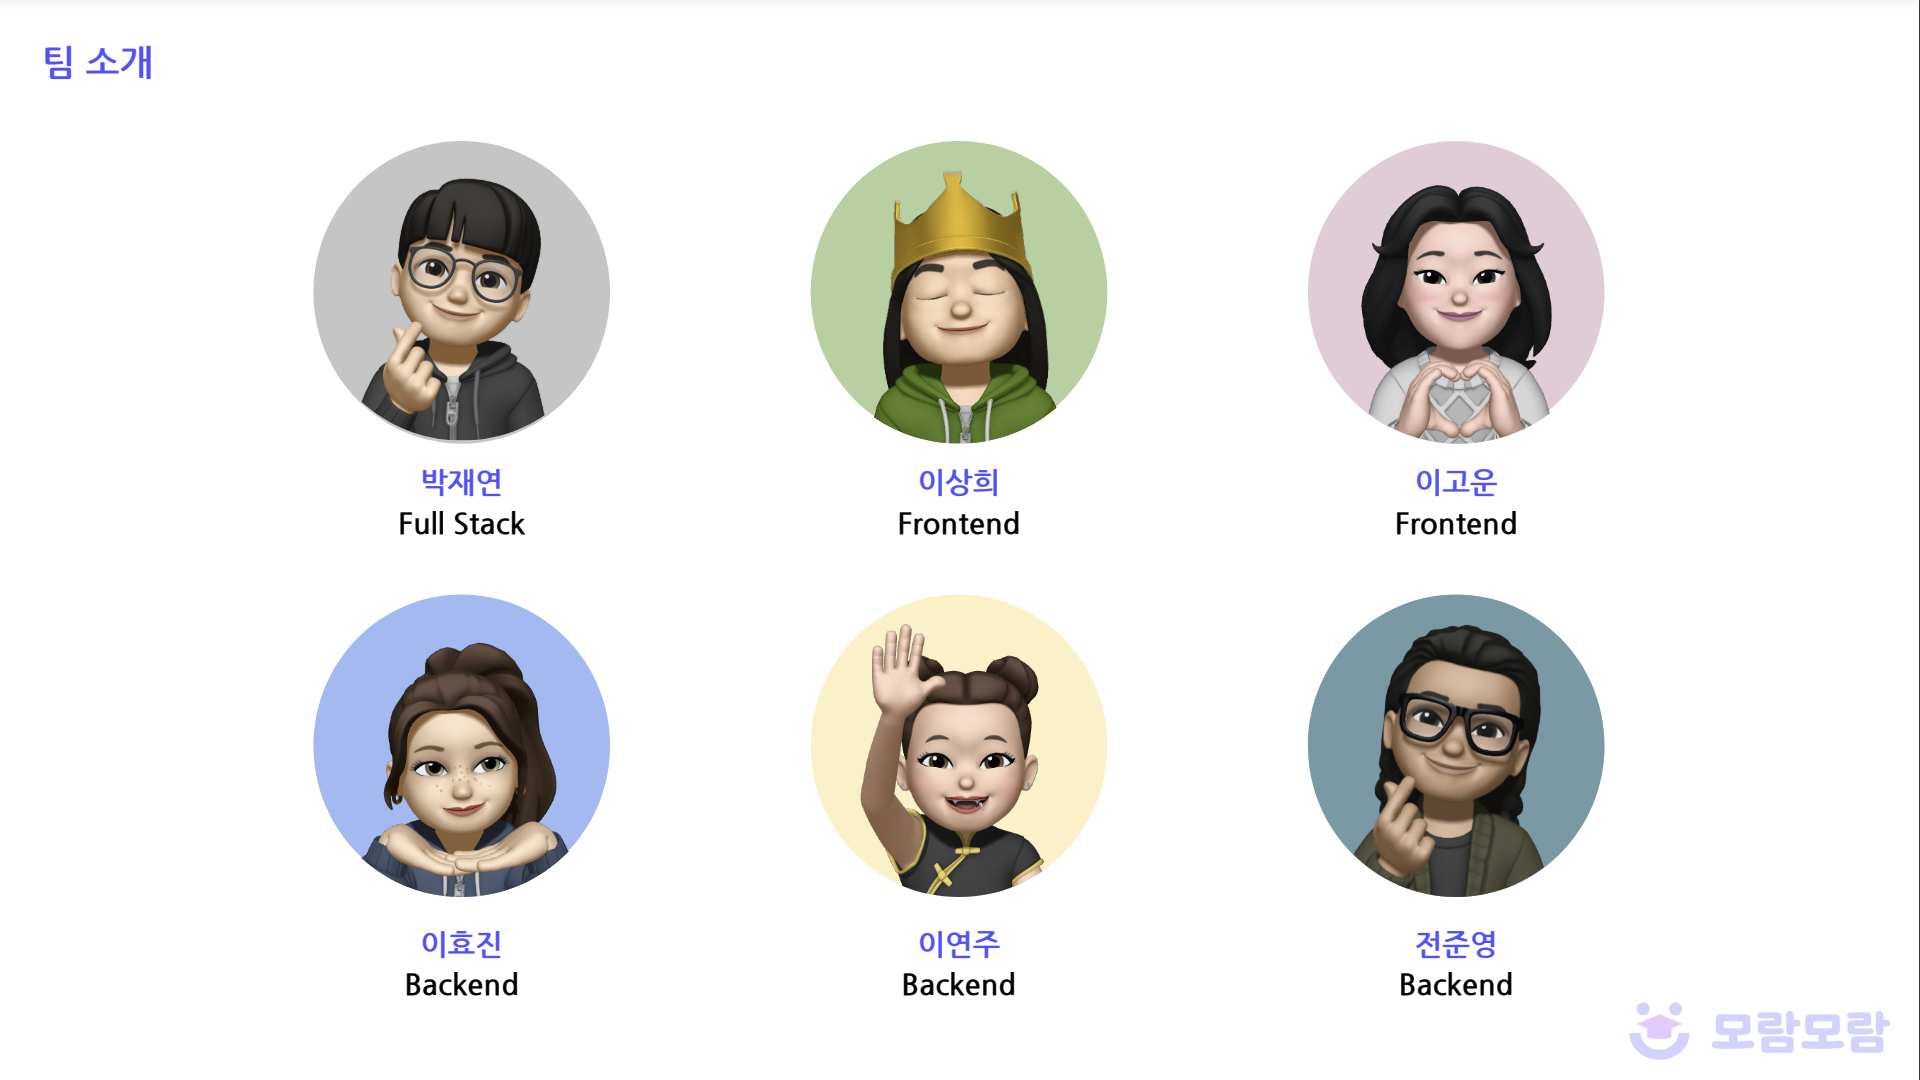 팀 소개
박재연
Full Stack
이상희
Frontend
이고운
Frontend
이효진
Backend
이연주
Backend
전준영
Backend
모람모람